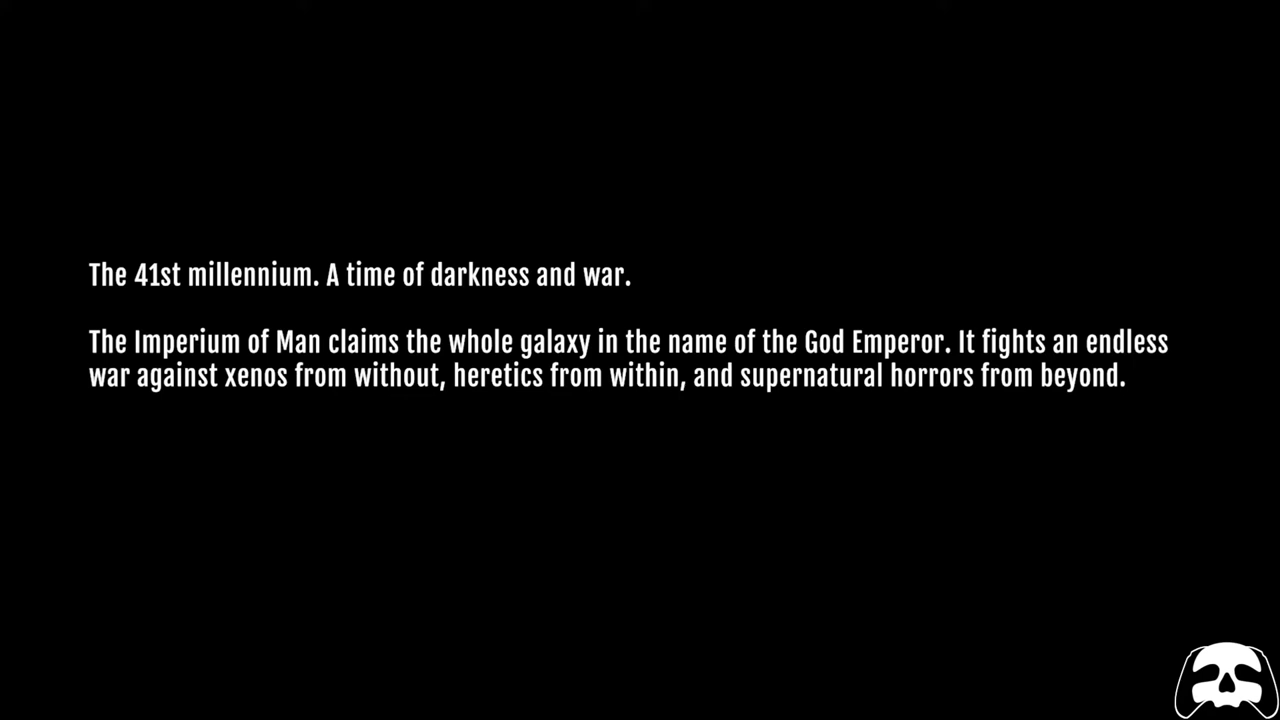 The 41st millennium. A time of darkness and war.
The Imperium of Man claims the whole galaxy in the name of the God Emperor. It fights an endless
war against xenos from without, heretics from within, and supernatural horrors from beyond.